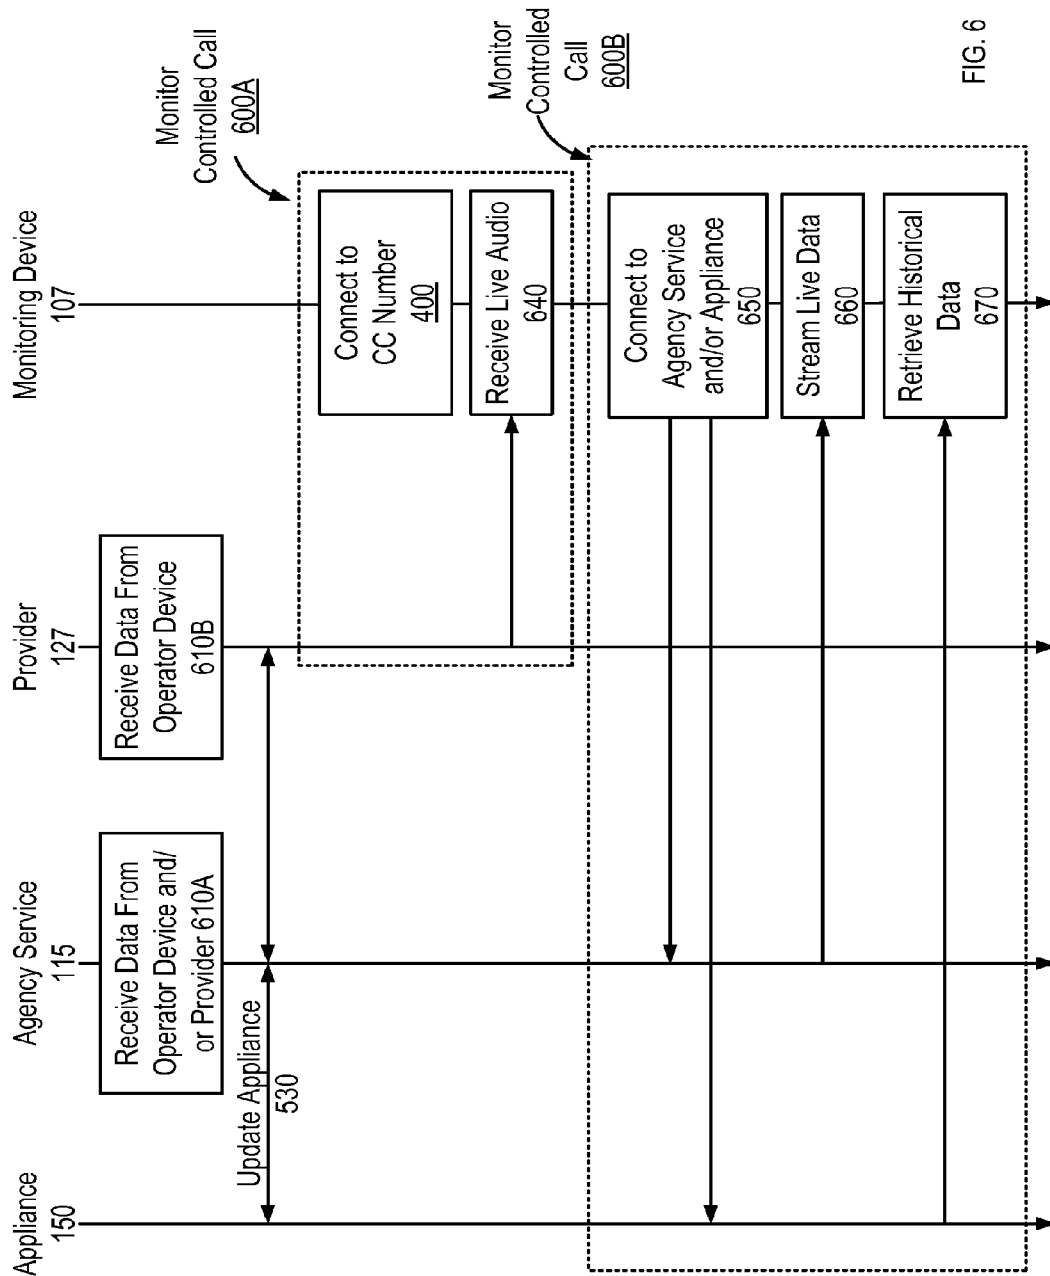 Appliance
150
Agency Service
115
Provider
127
Monitoring Device
107
Receive Data From
Operator Device and/
or Provider 610A
Receive Data From
Operator Device
610B
Update Appliance
530
Monitor
Controlled Call
600A
Connect to
CC Number
400
Receive Live Audio
640
Monitor
Controlled
Call
600B
Connect to
Agency Service
and/or Appliance
650
Stream Live Data
660
Retrieve Historical
Data
670
FIG. 6